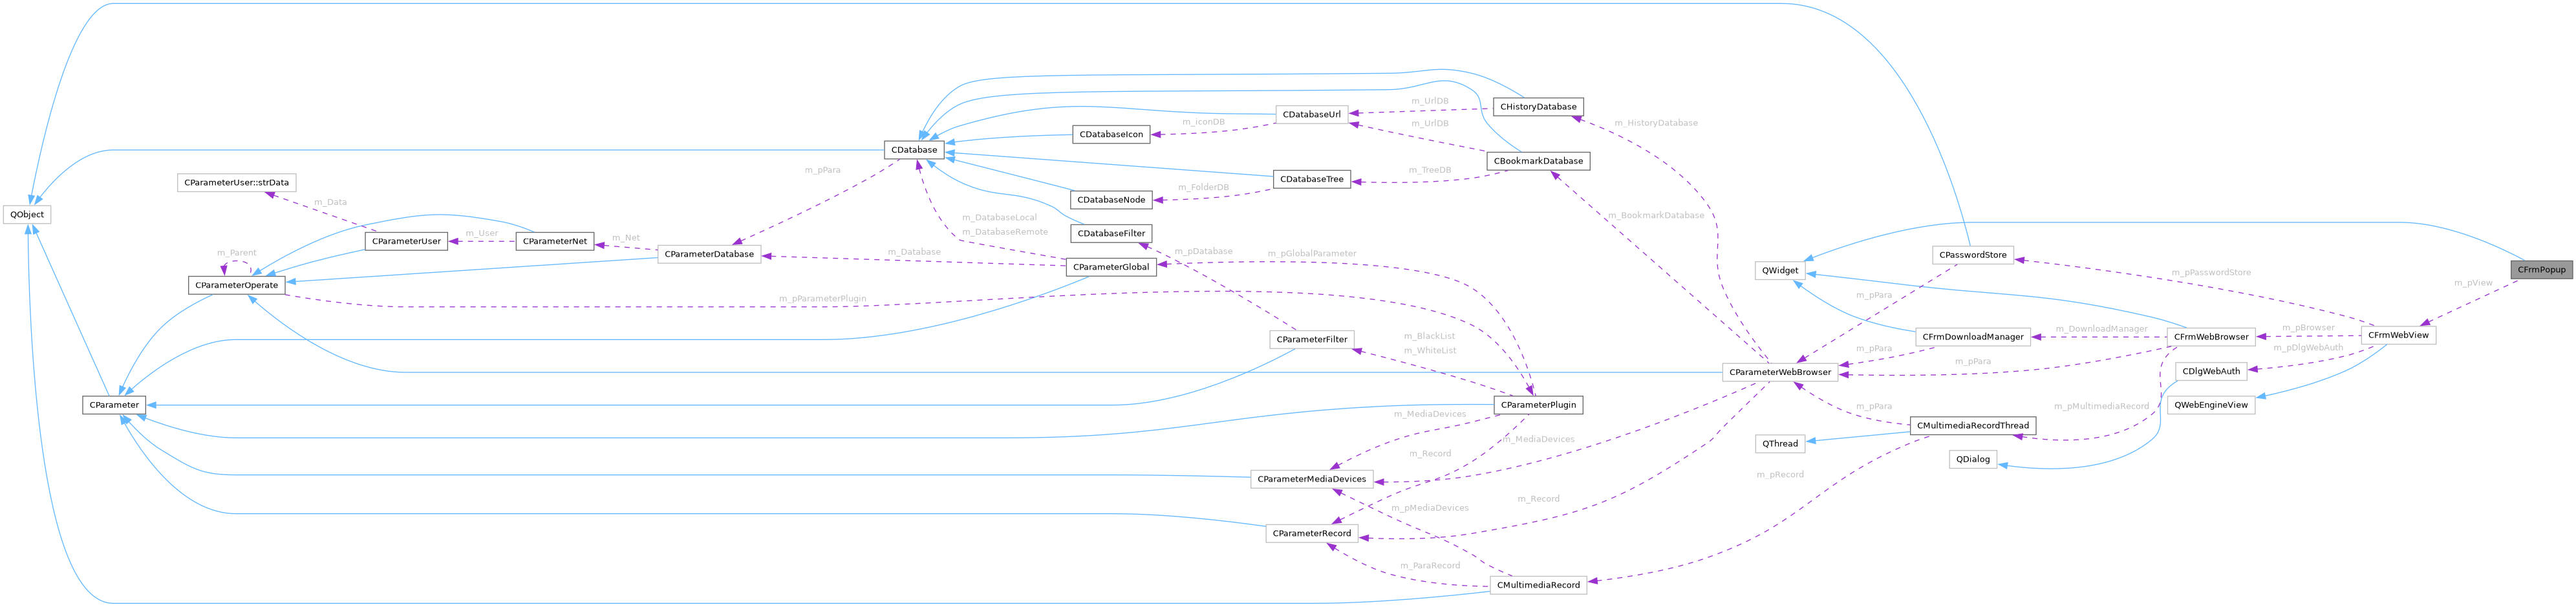 CHistoryDatabase
m_UrlDB
CDatabaseUrl
m_iconDB
m_UrlDB
m_HistoryDatabase
CDatabaseIcon
CDatabase
CBookmarkDatabase
m_pPara
m_TreeDB
CParameterUser::strData
CDatabaseTree
m_FolderDB
m_Data
CDatabaseNode
QObject
m_DatabaseLocal
m_DatabaseRemote
m_BookmarkDatabase
CDatabaseFilter
m_User
CParameterUser
CParameterNet
m_Net
m_Parent
CParameterDatabase
m_Database
m_pDatabase
m_pGlobalParameter
CPasswordStore
CParameterGlobal
QWidget
m_pPasswordStore
CFrmPopup
CParameterOperate
m_pView
m_pParameterPlugin
m_pPara
m_DownloadManager
m_pBrowser
CParameterFilter
m_BlackList
m_WhiteList
CFrmDownloadManager
CFrmWebBrowser
CFrmWebView
m_pPara
m_pPara
m_pDlgWebAuth
CParameterWebBrowser
CDlgWebAuth
CParameter
CParameterPlugin
m_pPara
m_pMultimediaRecord
QWebEngineView
m_MediaDevices
CMultimediaRecordThread
m_MediaDevices
QThread
m_Record
QDialog
CParameterMediaDevices
m_pRecord
m_Record
m_pMediaDevices
CParameterRecord
m_ParaRecord
CMultimediaRecord